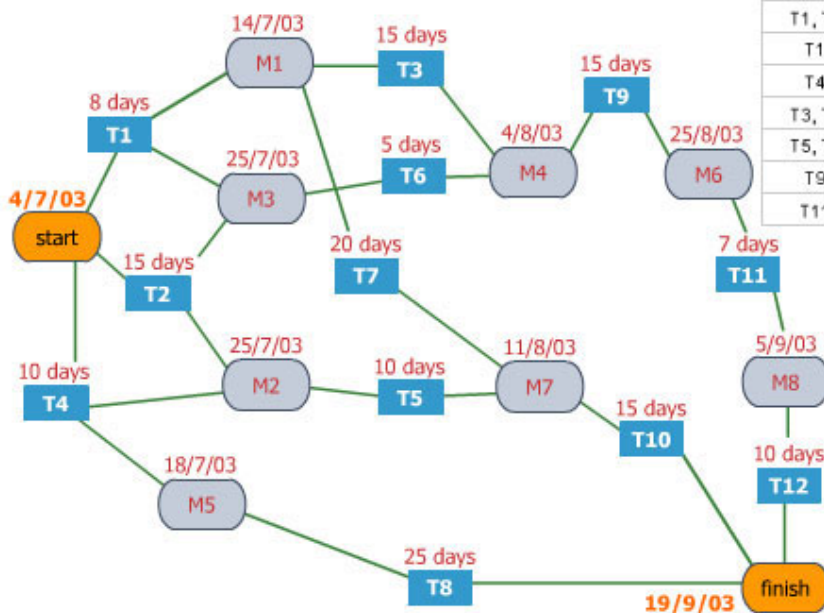 14/7/03
M1
15 days
T3
15 days
T9
8 days
T1
4/8/03
M4
25/8/03
M6
25/7/03
M3
5 days
T6
4/7/03
start
15 days
T2
20 days
T7
7 days
T11
25/7/03
M2
10 days
T5
11/8/03
M7
5/9/03
M8
10 days
T4
15 days
T10
18/7/03
M5
10 days
T12
25 days
T8
19/9/03
finish
T1,
T4
T3,
T5,
T9